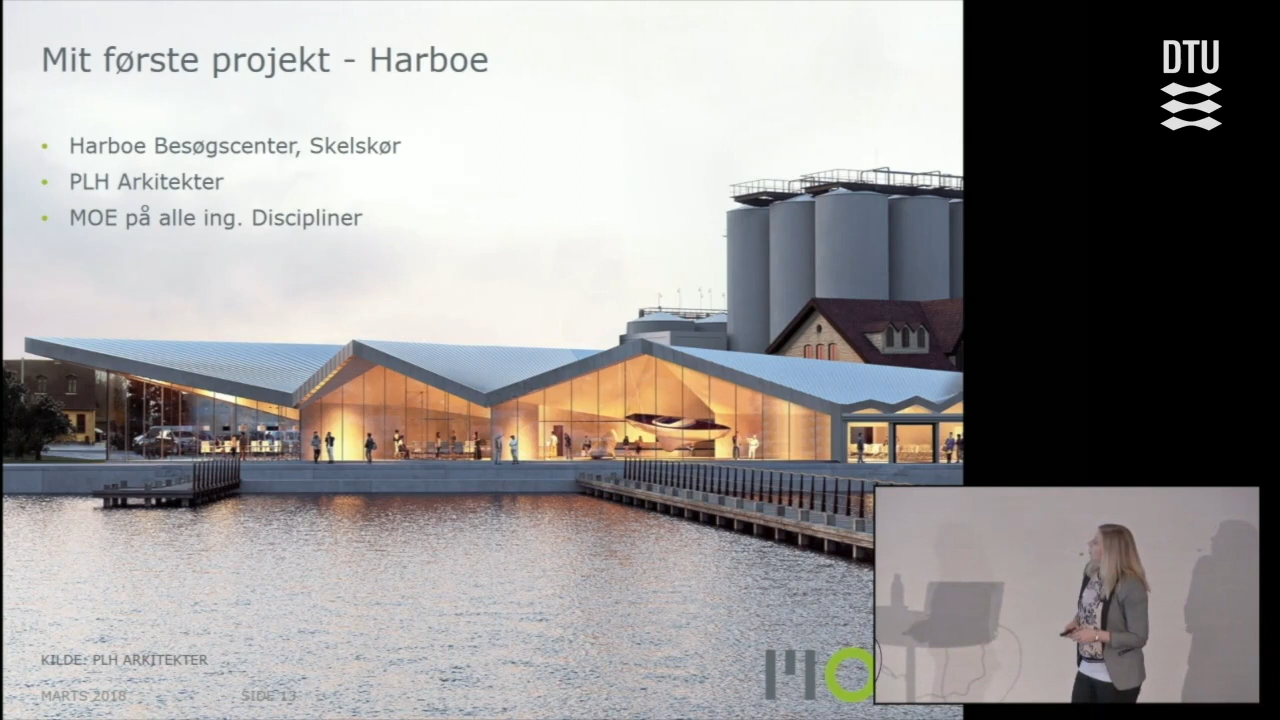 Mit første projekt - Harboe
• Harboe Besøgscenter, Skelskør
• PLH Arkitekter
• MOE på alle ing. Discipliner
KILDE: PLH ARKITEKTER
MARTS 2018 SIDE 13
MO
DTU